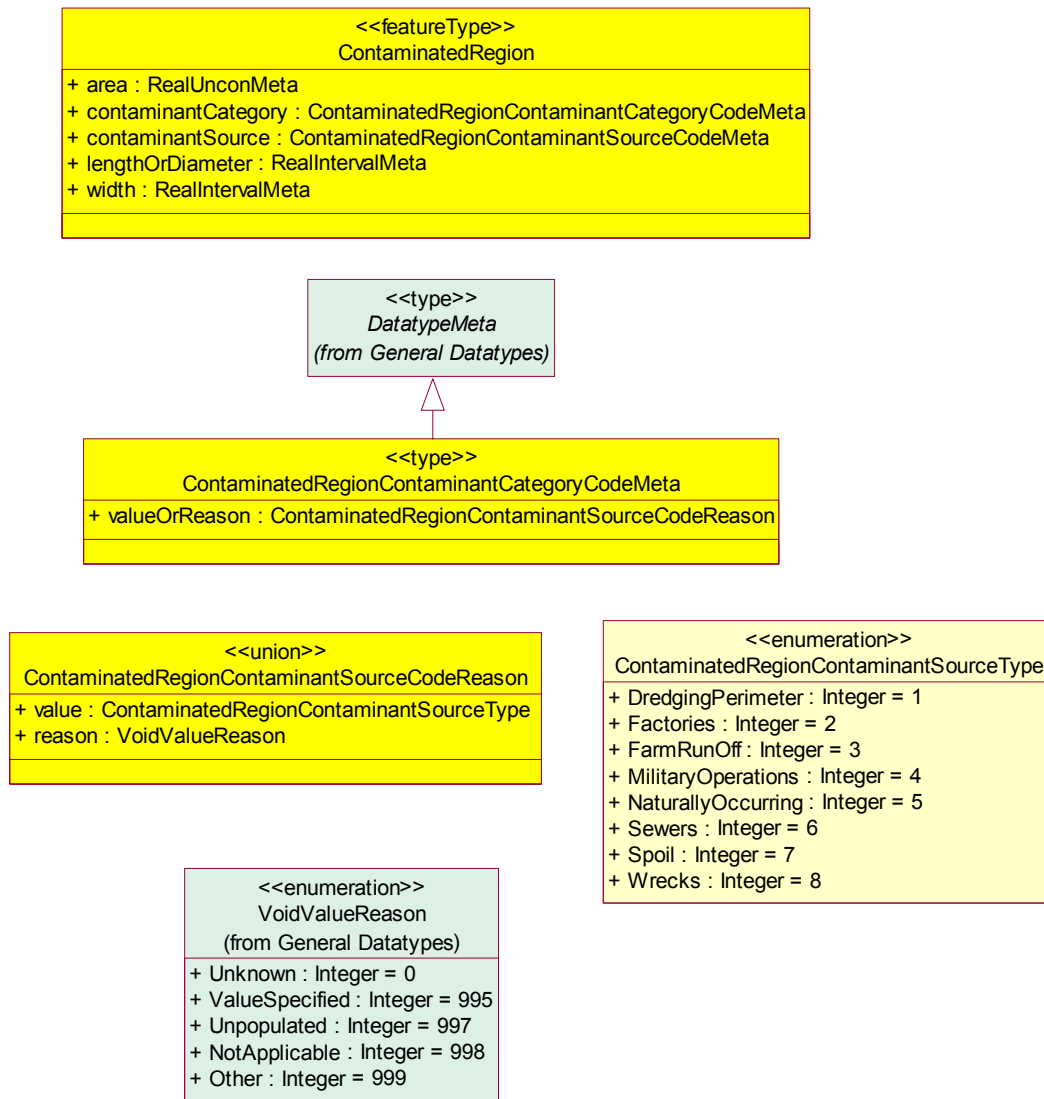 <<featureType>>
ContaminatedRegion
+ area : RealUnconMeta
+ contaminantCategory : ContaminatedRegionContaminantCategoryCodeMeta
+ contaminantSource : ContaminatedRegionContaminantSourceCodeMeta
+ lengthOrDiameter : RealIntervalMeta
+ width : RealIntervalMeta
<<type>>
DatatypeMeta
(from General Datatypes)
<<type>>
ContaminatedRegionContaminantCategoryCodeMeta
+ valueOrReason : ContaminatedRegionContaminantSourceCodeReason
<<union>>
ContaminatedRegionContaminantSourceCodeReason
+ value : ContaminatedRegionContaminantSourceType
+ reason : VoidValueReason
<<enumeration>>
ContaminatedRegionContaminantSourceType
+ DredgingPerimeter : Integer = 1
+ Factories : Integer = 2
+ FarmRunOff : Integer = 3
+ MilitaryOperations : Integer = 4
+ NaturallyOccurring : Integer = 5
+ Sewers : Integer = 6
+ Spoil : Integer = 7
+ Wrecks : Integer = 8
<<enumeration>>
VoidValueReason
(from General Datatypes)
+ Unknown : Integer = 0
+ ValueSpecified : Integer = 995
+ Unpopulated : Integer = 997
+ NotApplicable : Integer = 998
+ Other : Integer = 999